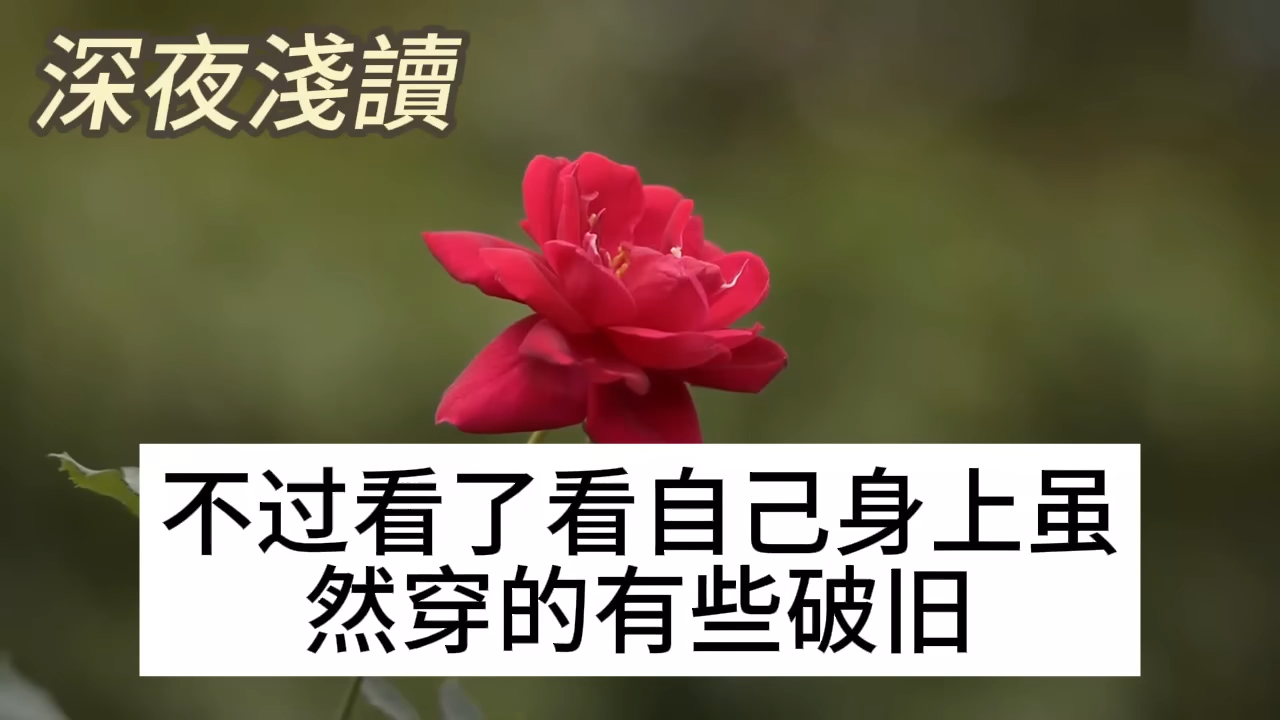 深夜淺讀
不过看了看自己身上虽
然穿的有些破旧